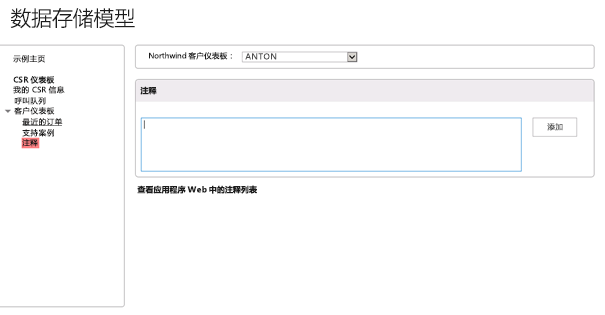 数据存储模型
示例主页
CSR 仪表板
我的 CSR 信息
呼叫队列
客户仪表板
最近的订单
支持案例
注释
Northwind 客户仪表板：
ANTON
注释
添加
查看应用程序 Web 中的注释列表